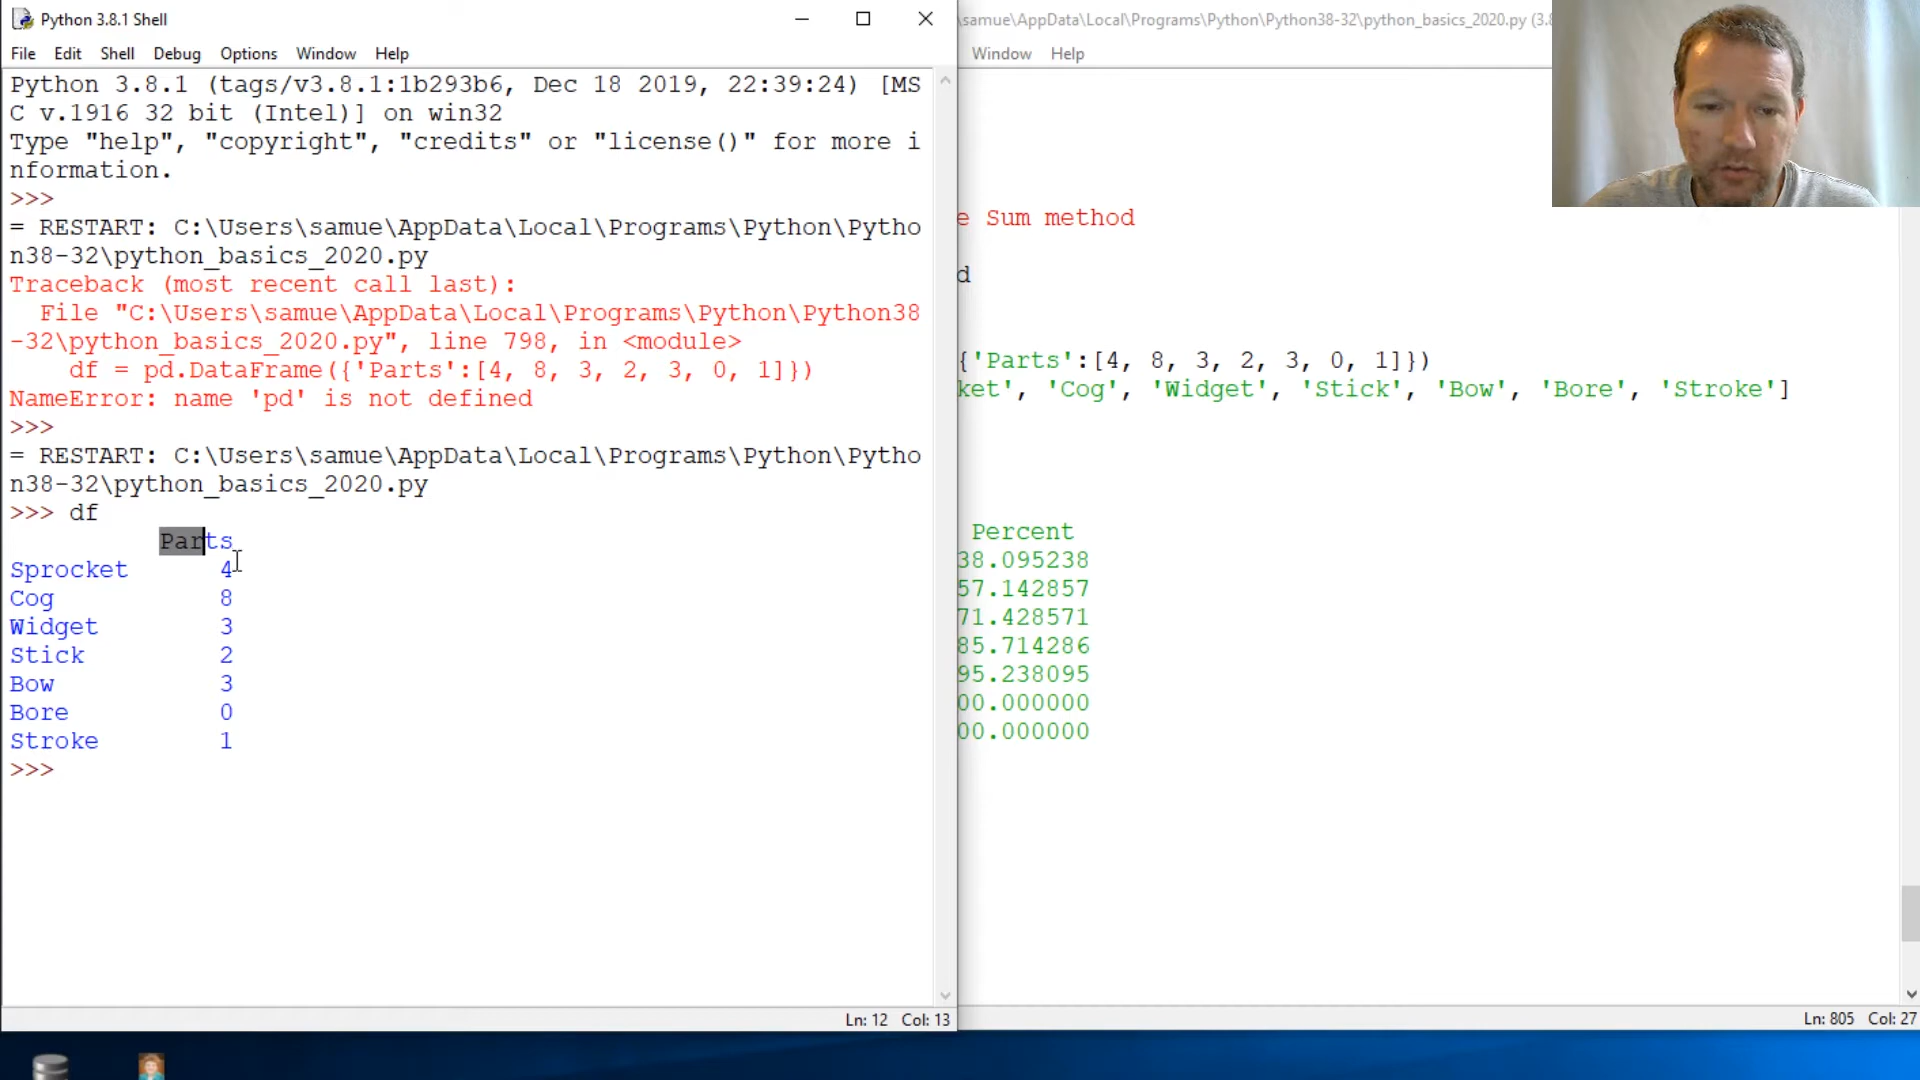 Python 3.8.1 Shell
File Edit Shell Debug Options Window Help
Python 3.8.1 (tags/v3.8.1:1b293b6, Dec 18 2019, 22:39:24) [MS
C v.1916 32 bit (Intel)] on win32
Type "help", "copyright", "credits" or "license()" for more i
nformation.
>>>
= RESTART: C:\Users\samue\AppData\Local\Programs\Python\Pytho
n38-32\python_basics_2020.py
Traceback (most recent call last):
File "C:\Users\samue\AppData\Local\Programs\Python\Python38
-32\python_basics_2020.py", line 798, in <module>
df = pd.DataFrame({'Parts':[4, 8, 3, 2, 3, 0, 1]})
NameError: name 'pd' is not defined
>>>
= RESTART: C:\Users\samue\AppData\Local\Programs\Python\Pytho
n38-32\python_basics_2020.py
>>> df
Parts
Sprocket 4
Cog 8
Widget 3
Stick 2
Bow 3
Bore 0
Stroke 1
>>>
Ln: 12 Col: 13
\samue\AppData\Local\Programs\Python\Python38-32\python_basics_2020.py (3.8
Window Help
e Sum method
d
{'Parts':[4, 8, 3, 2, 3, 0, 1]})
ket', 'Cog', 'Widget', 'Stick', 'Bow', 'Bore', 'Stroke']
Percent
38.095238
57.142857
71.428571
85.714286
95.238095
00.000000
00.000000
Ln: 805 Col: 27